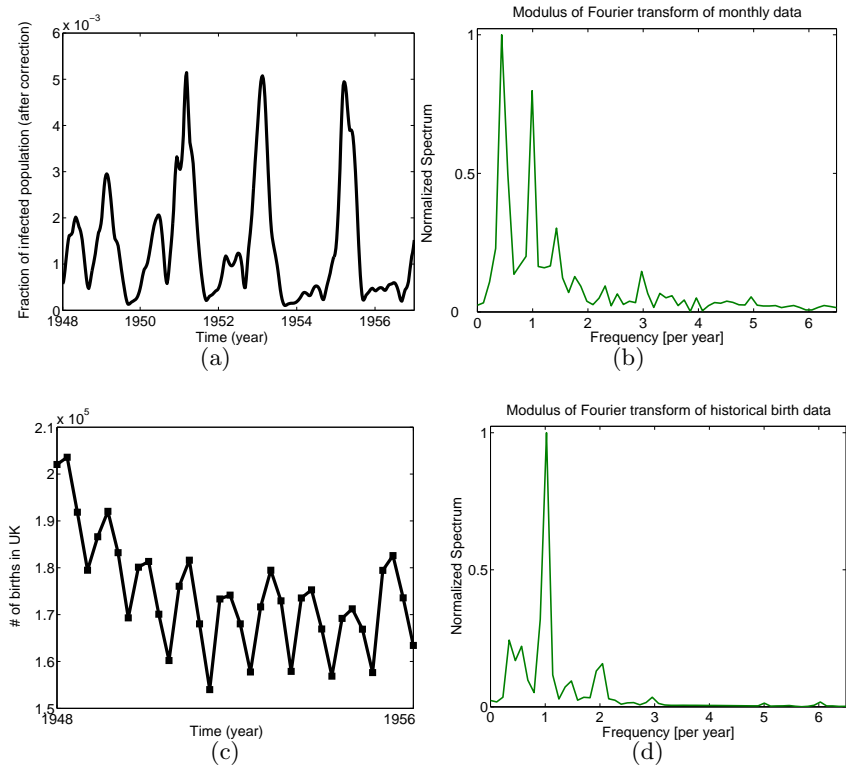 x 10⁻³
6
5
4
3
2
1
0
1948 1950 1952 1954 1956
Fraction of infected population (after correction)
Time (year)
(a)
Modulus of Fourier transform of monthly data
1
0.5
0
0 1 2 3 4 5 6
Normalized Spectrum
Frequency [per year]
(b)
x 10⁵
2.1
2
1.9
1.8
1.7
1.6
1.5
1948 1956
# of births in UK
Time (year)
(c)
Modulus of Fourier transform of historical birth data
1
0.5
0
0 1 2 3 4 5 6
Normalized Spectrum
Frequency [per year]
(d)